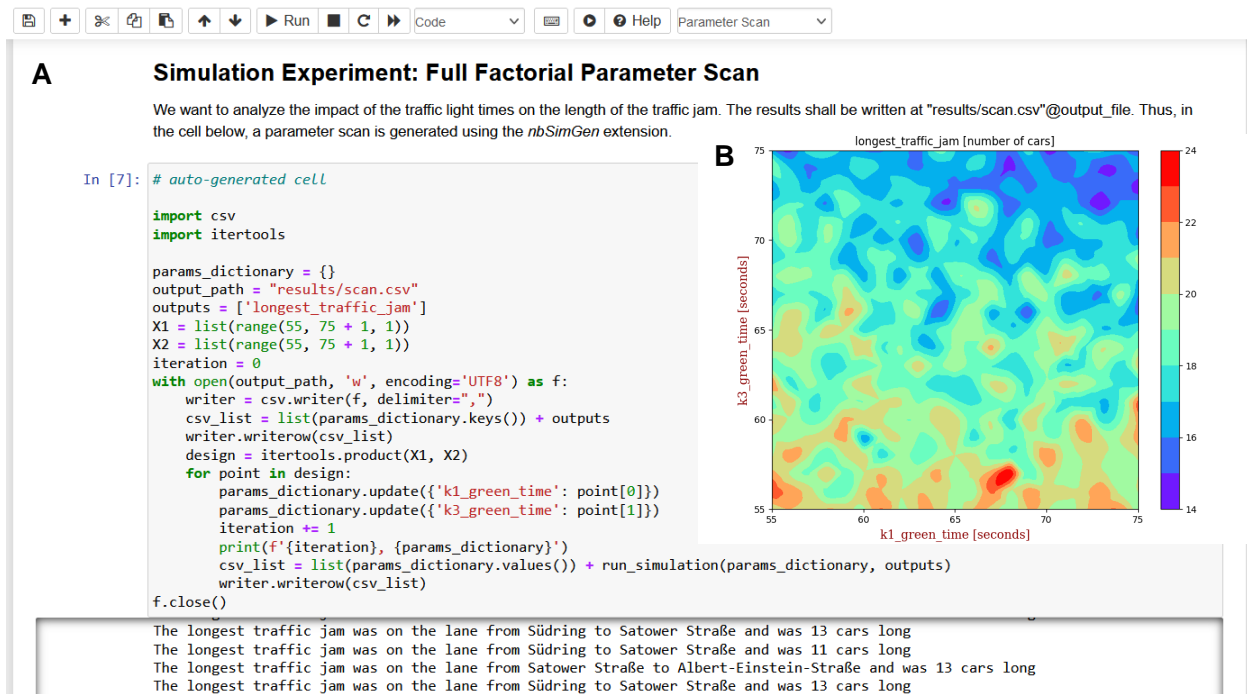 Run Code Help Parameter Scan
A
Simulation Experiment: Full Factorial Parameter Scan
We want to analyze the impact of the traffic light times on the length of the traffic jam. The results shall be written at "results/scan.csv"@output_file. Thus, in
the cell below, a parameter scan is generated using the nbSimGen extension.
In [7]: # auto-generated cell
import csv
import itertools
params_dictionary = {}
output_path = "results/scan.csv"
outputs = ['longest_traffic_jam']
X1 = list(range(55, 75 + 1, 1))
X2 = list(range(55, 75 + 1, 1))
iteration = 0
with open(output_path, 'w', encoding='UTF8') as f:
    writer = csv.writer(f, delimiter=",")
    csv_list = list(params_dictionary.keys()) + outputs
    writer.writerow(csv_list)
    design = itertools.product(X1, X2)
    for point in design:
        params_dictionary.update({'k1_green_time': point[0]})
        params_dictionary.update({'k3_green_time': point[1]})
        iteration += 1
        print(f'{iteration}, {params_dictionary}')
        csv_list = list(params_dictionary.values()) + run_simulation(params_dictionary, outputs)
        writer.writerow(csv_list)
f.close()
B
longest_traffic_jam [number of cars]
75
70
65
60
55
k3_green_time [seconds]
55 60 65 70 75
k1_green_time [seconds]
24
22
20
18
16
14
The longest traffic jam was on the lane from Südring to Satower Straße and was 13 cars long
The longest traffic jam was on the lane from Südring to Satower Straße and was 11 cars long
The longest traffic jam was on the lane from Satower Straße to Albert-Einstein-Straße and was 13 cars long
The longest traffic jam was on the lane from Südring to Satower Straße and was 13 cars long